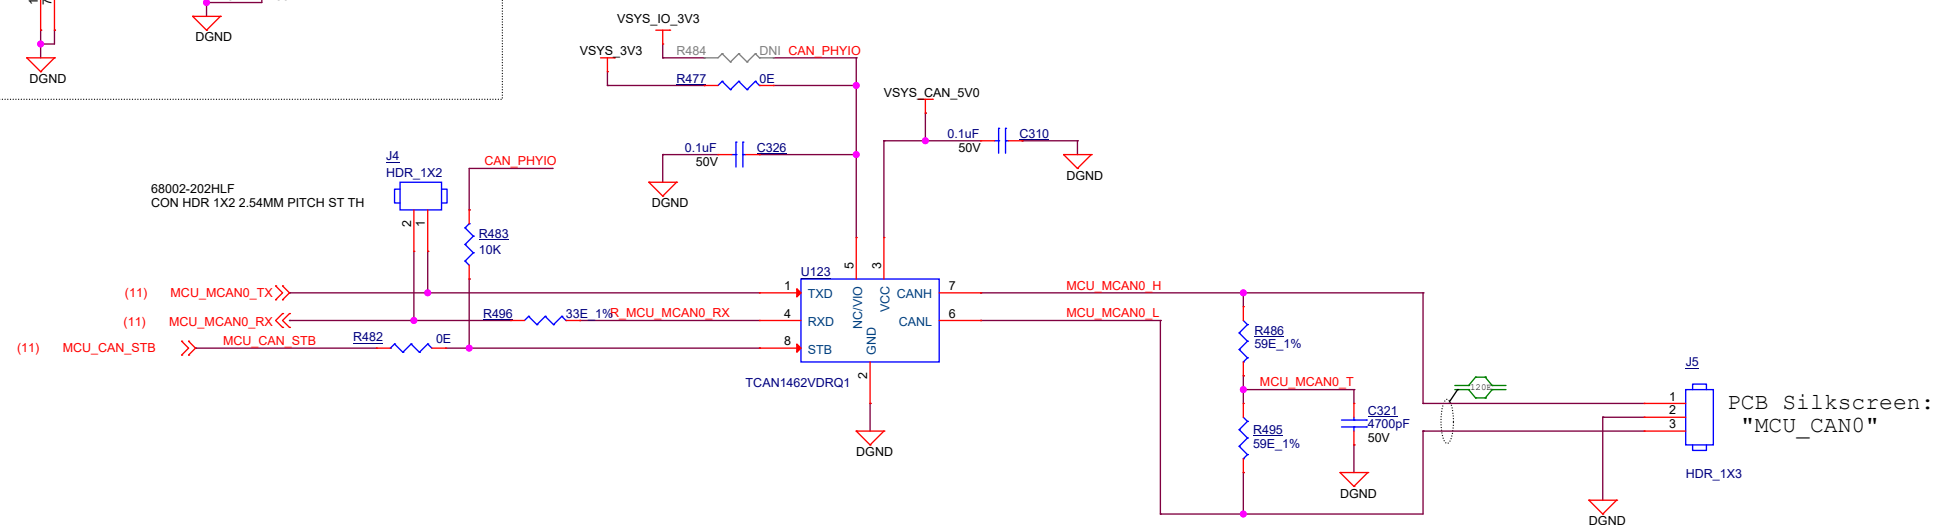 1
7
DGND
DGND
VSYS_IO_3V3
VSYS_3V3
R484
DNI
CAN_PHYIO
R477
0E
VSYS_CAN_5V0
0.1uF
C310
50V
DGND
0.1uF
C326
50V
DGND
J4
HDR_1X2
CAN_PHYIO
68002-202HLF
CON HDR 1X2 2.54MM PITCH ST TH
2
1
R483
10K
5
3
U123
(11)
MCU_MCAN0_TX
1
TXD
NC/VIO
VCC
CANH
7
MCU_MCAN0_H
(11)
MCU_MCAN0_RX
R496
33E_1%
R_MCU_MCAN0_RX
4
RXD
CANL
6
MCU_MCAN0_L
(11)
MCU_CAN_STB
MCU_CAN_STB
R482
0E
8
STB
GND
2
TCAN1462VDRQ1
DGND
R486
59E_1%
MCU_MCAN0_T
C321
4700pF
50V
R495
59E_1%
DGND
120E
J5
1
2
3
PCB Silkscreen:
"MCU_CAN0"
HDR_1X3
DGND